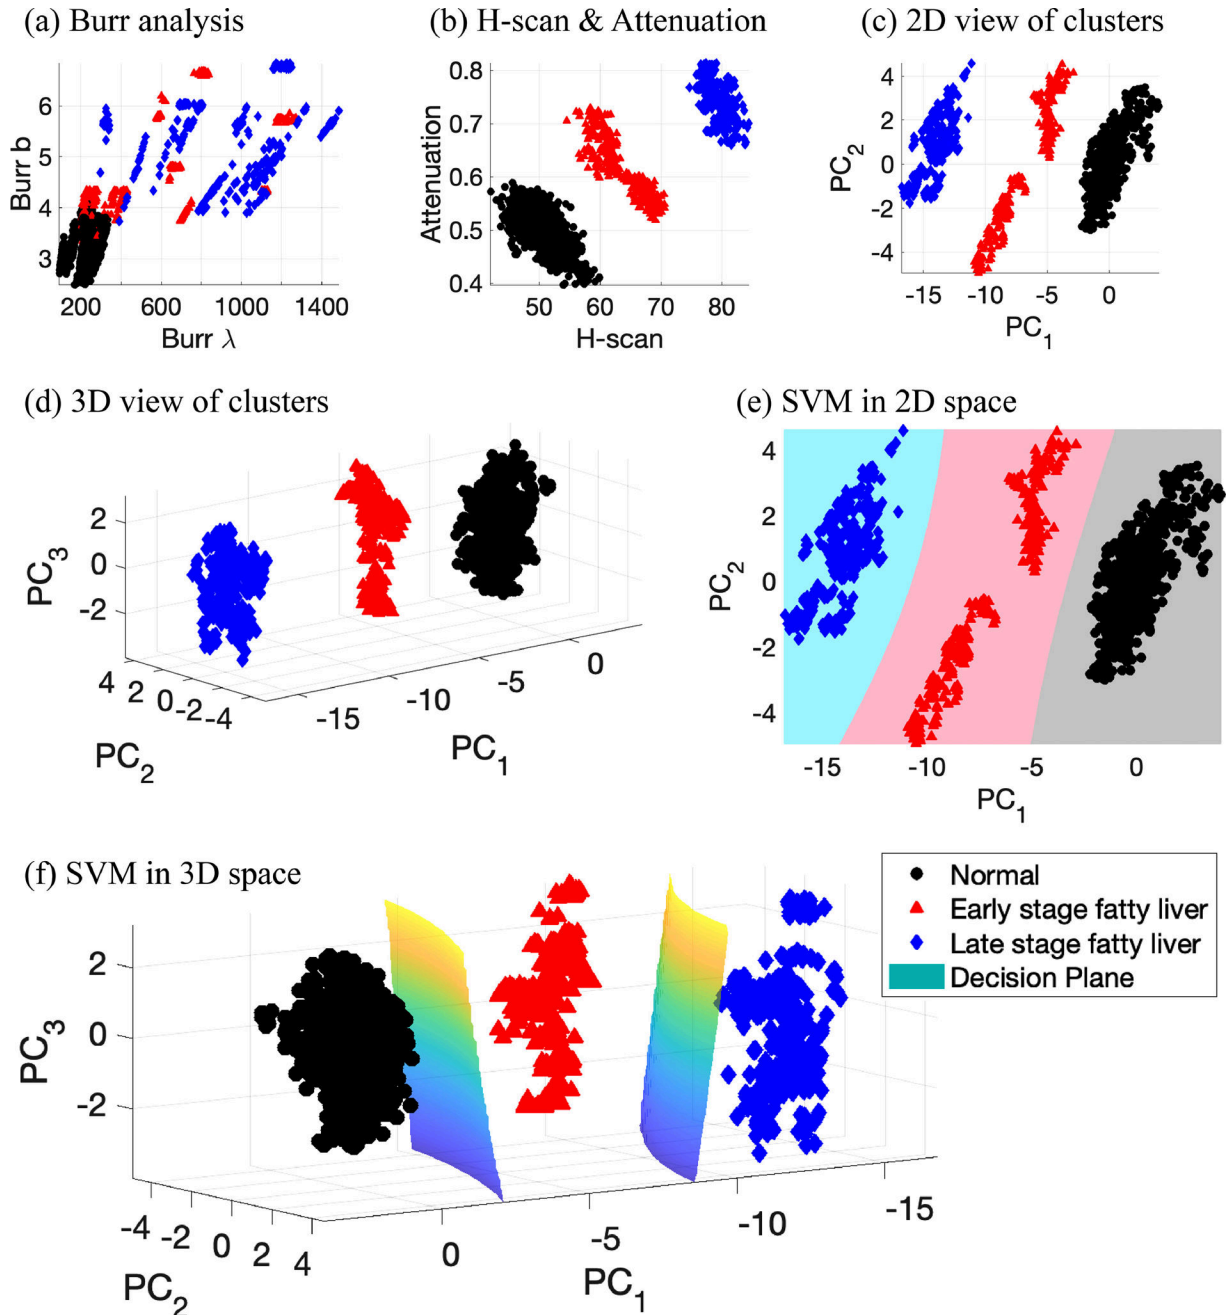 (a) Burr analysis
6
5
4
3
Burr b
200
600
1000
1400
Burr λ
(b) H-scan & Attenuation
0.8
0.7
0.6
0.5
0.4
Attenuation
50
60
70
80
H-scan
(c) 2D view of clusters
4
2
0
-2
-4
PC2
-15
-10
-5
0
PC1
(d) 3D view of clusters
2
0
-2
PC3
4 2 0 -2 -4
PC2
-15
-10
-5
0
PC1
(e) SVM in 2D space
4
2
0
-2
-4
PC2
-15
-10
-5
0
PC1
(f) SVM in 3D space
2
0
-2
PC3
-4 -2 0 2 4
PC2
0
-5
-10
-15
PC1
Normal
Early stage fatty liver
Late stage fatty liver
Decision Plane